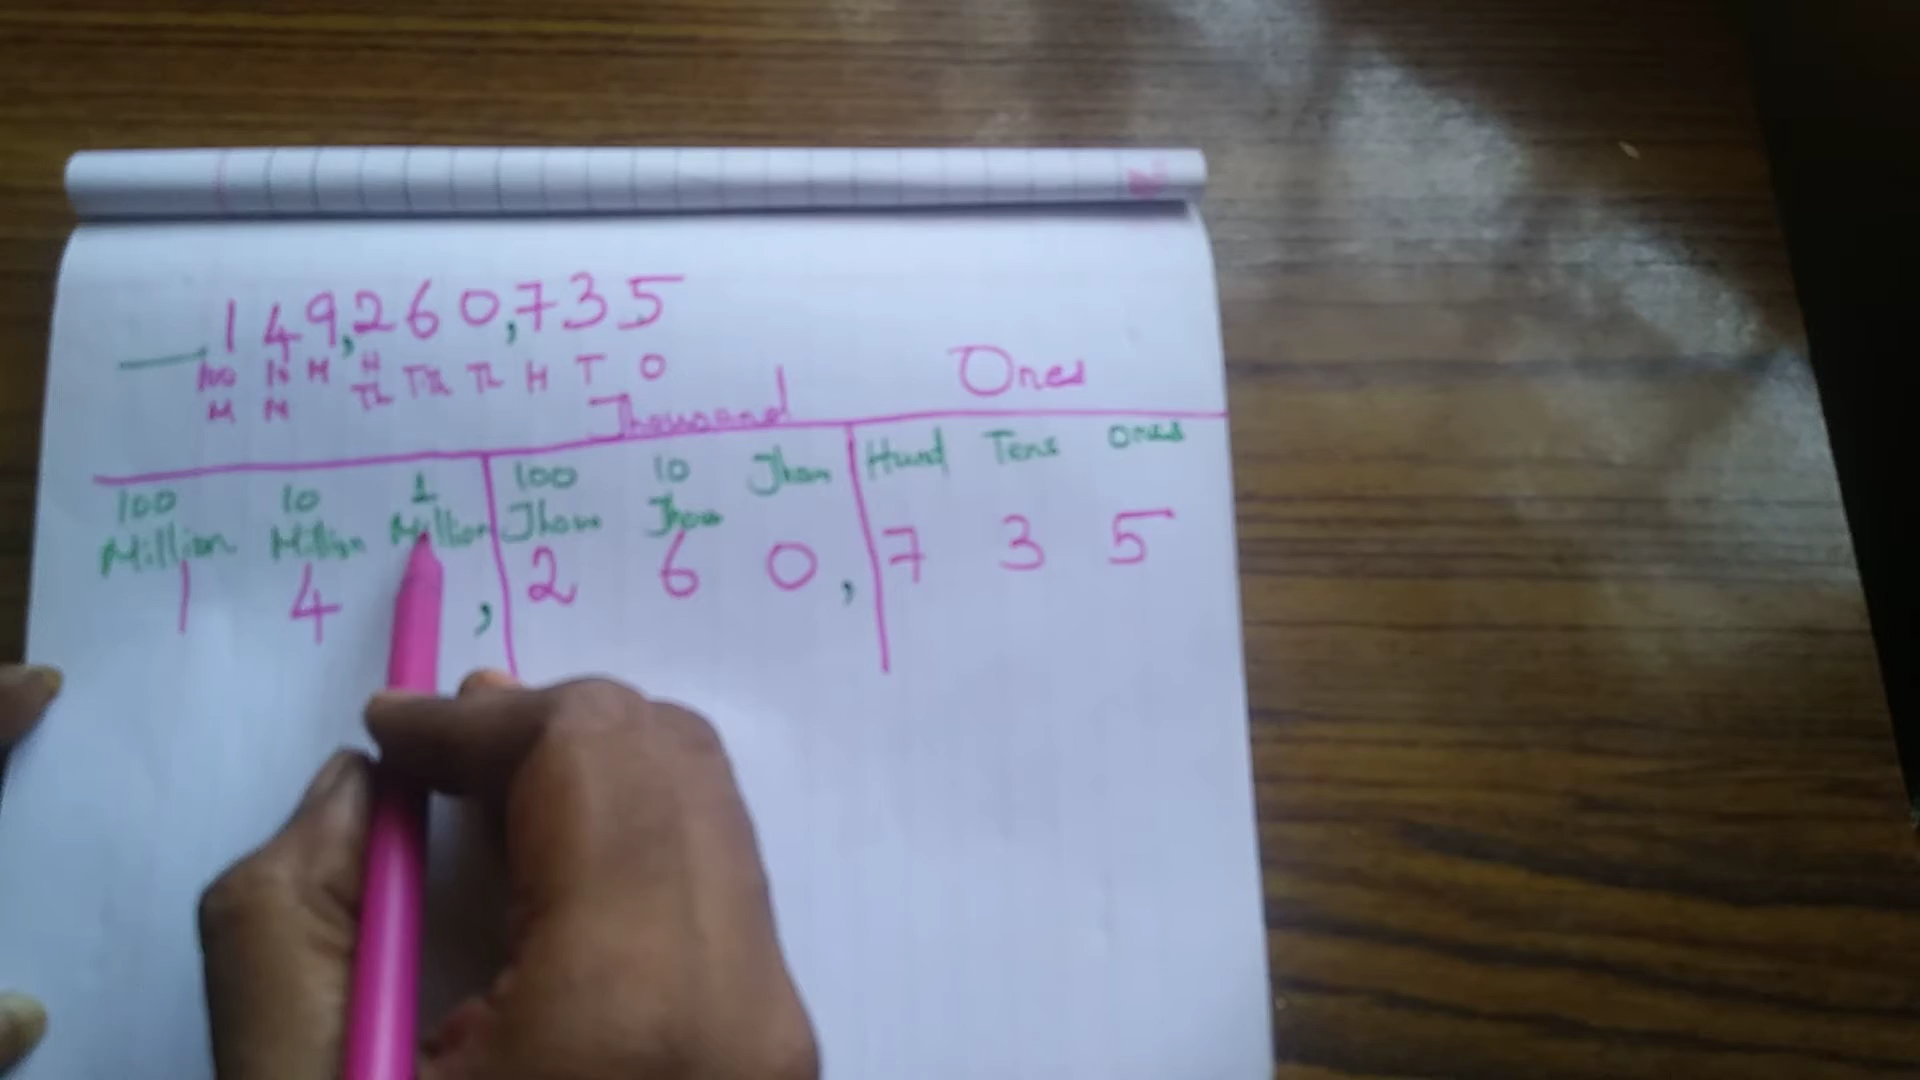 149,260,735
100 10 M H TTh Th H T O
M M Th
Thousand Ones
100 10 1 100 10 Thou Hund Tens ones
Million Million Million Thou Thou
1 4 , 2 6 0 , 7 3 5